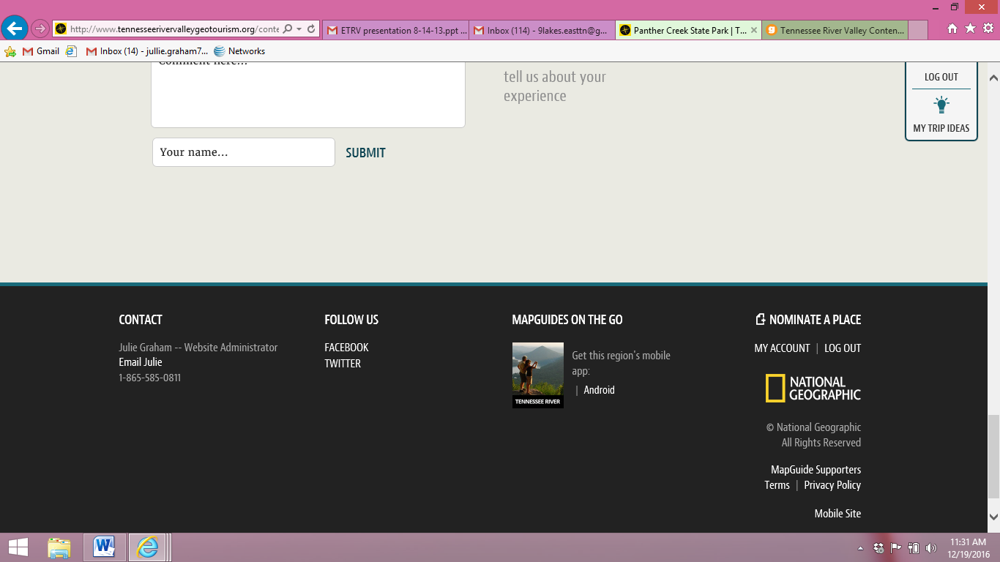 http://www.tennesseerivervalleygeotourism.org/conte
ETRV presentation 8-14-13.ppt ...
Inbox (114) - 9lakes.easttn@g...
Panther Creek State Park | T...
Tennessee River Valley Conten...
Gmail
Inbox (14) - jullie.graham7...
Networks
Comment here...
tell us about your
experience
LOG OUT
MY TRIP IDEAS
Your name...
SUBMIT
CONTACT
Julie Graham -- Website Administrator
Email Julie
1-865-585-0811
FOLLOW US
FACEBOOK
TWITTER
MAPGUIDES ON THE GO
TENNESSEE RIVER
Get this region's mobile
app:
| Android
NOMINATE A PLACE
MY ACCOUNT | LOG OUT
NATIONAL
GEOGRAPHIC
© National Geographic
All Rights Reserved
MapGuide Supporters
Terms | Privacy Policy
Mobile Site
11:31 AM
12/19/2016